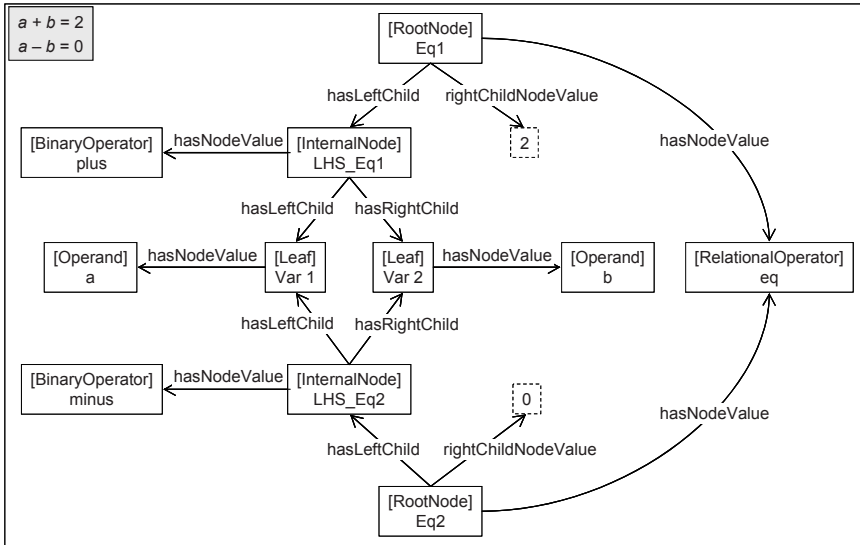 a + b = 2
a – b = 0
[RootNode]
Eq1
hasLeftChild
rightChildNodeValue
[BinaryOperator]
plus
hasNodeValue
[InternalNode]
LHS_Eq1
2
hasNodeValue
hasLeftChild
hasRightChild
[Operand]
a
hasNodeValue
[Leaf]
Var 1
[Leaf]
Var 2
hasNodeValue
[Operand]
b
[RelationalOperator]
eq
hasLeftChild
hasRightChild
[BinaryOperator]
minus
hasNodeValue
[InternalNode]
LHS_Eq2
0
hasNodeValue
hasLeftChild
rightChildNodeValue
[RootNode]
Eq2